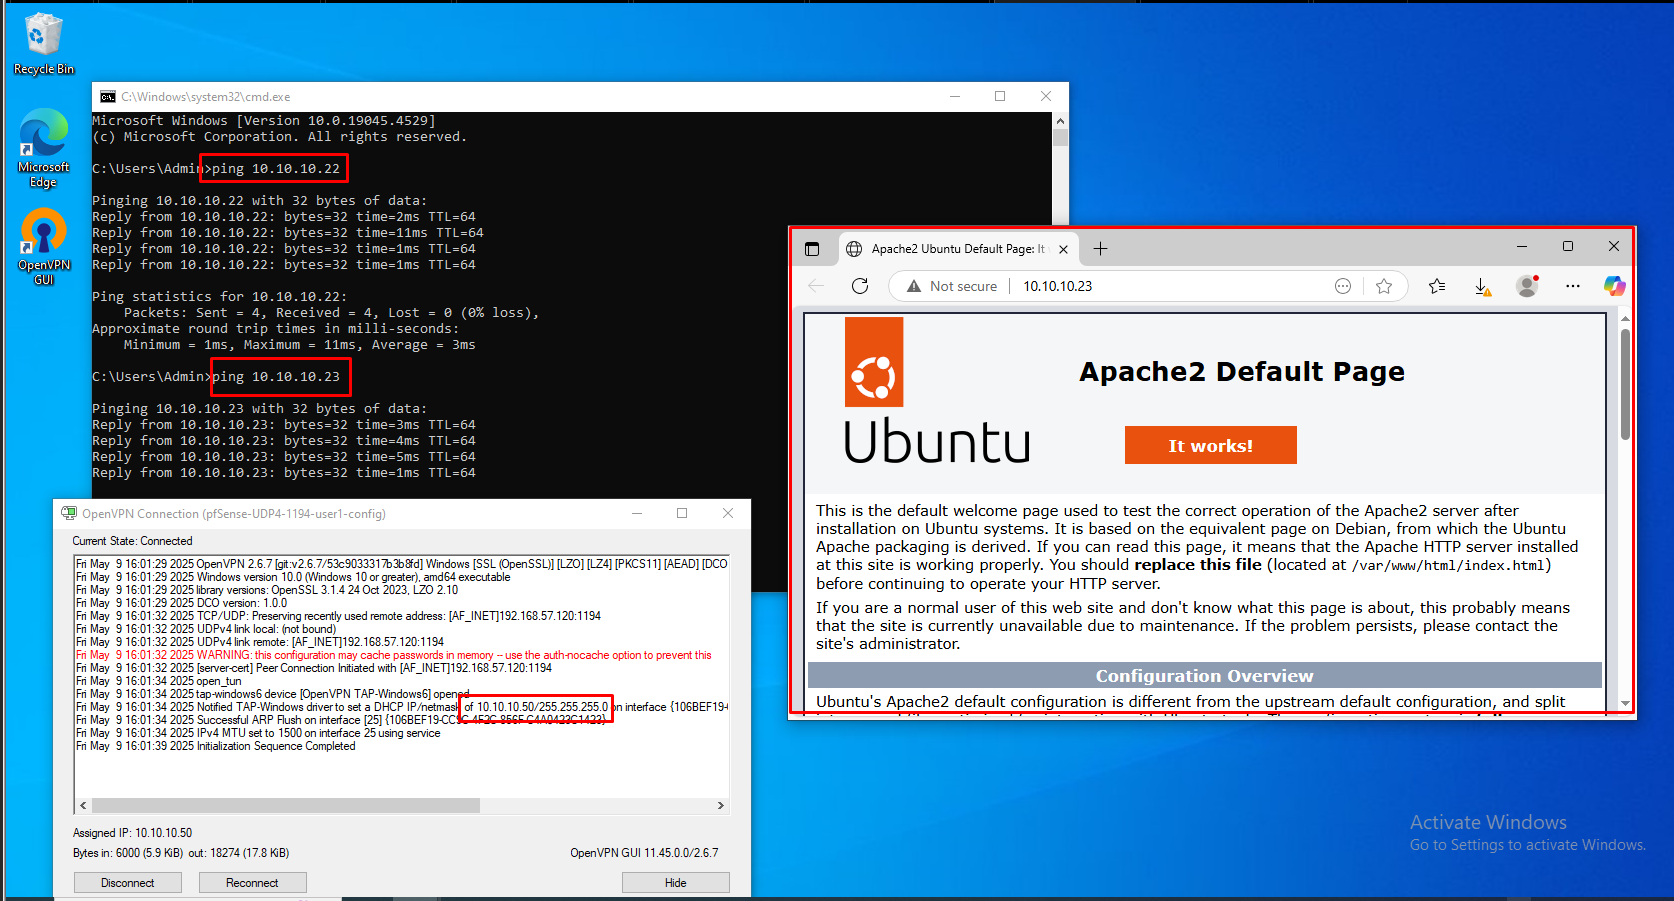 Recycle Bin
Microsoft
Edge
OpenVPN
GUI
C:\Windows\system32\cmd.exe
Microsoft Windows [Version 10.0.19045.4529]
(c) Microsoft Corporation. All rights reserved.
C:\Users\Admin>ping 10.10.10.22
Pinging 10.10.10.22 with 32 bytes of data:
Reply from 10.10.10.22: bytes=32 time=2ms TTL=64
Reply from 10.10.10.22: bytes=32 time=11ms TTL=64
Reply from 10.10.10.22: bytes=32 time=1ms TTL=64
Reply from 10.10.10.22: bytes=32 time=1ms TTL=64
Ping statistics for 10.10.10.22:
Packets: Sent = 4, Received = 4, Lost = 0 (0% loss),
Approximate round trip times in milli-seconds:
Minimum = 1ms, Maximum = 11ms, Average = 3ms
C:\Users\Admin>ping 10.10.10.23
Pinging 10.10.10.23 with 32 bytes of data:
Reply from 10.10.10.23: bytes=32 time=3ms TTL=64
Reply from 10.10.10.23: bytes=32 time=4ms TTL=64
Reply from 10.10.10.23: bytes=32 time=5ms TTL=64
Reply from 10.10.10.23: bytes=32 time=1ms TTL=64
OpenVPN Connection (pfSense-UDP4-1194-user1-config)
Current State: Connected
Fri May 9 16:01:29 2025 OpenVPN 2.6.7 [git:v2.6.7/53c9033317b3b8fd] Windows [SSL (OpenSSL)] [LZO] [LZ4] [PKCS11] [AEAD] [DCO
Fri May 9 16:01:29 2025 Windows version 10.0 (Windows 10 or greater), amd64 executable
Fri May 9 16:01:29 2025 library versions: OpenSSL 3.1.4 24 Oct 2023, LZO 2.10
Fri May 9 16:01:29 2025 DCO version: 1.0.0
Fri May 9 16:01:32 2025 TCP/UDP: Preserving recently used remote address: [AF_INET]192.168.57.120:1194
Fri May 9 16:01:32 2025 UDPv4 link local: (not bound)
Fri May 9 16:01:32 2025 UDPv4 link remote: [AF_INET]192.168.57.120:1194
Fri May 9 16:01:32 2025 WARNING: this configuration may cache passwords in memory -- use the auth-nocache option to prevent this
Fri May 9 16:01:32 2025 [server-cert] Peer Connection Initiated with [AF_INET]192.168.57.120:1194
Fri May 9 16:01:34 2025 open_tun
Fri May 9 16:01:34 2025 tap-windows6 device [OpenVPN TAP-Windows6] opened
Fri May 9 16:01:34 2025 Notified TAP-Windows driver to set a DHCP IP/netmask of 10.10.10.50/255.255.255.0 on interface {106BEF19-
Fri May 9 16:01:34 2025 Successful ARP Flush on interface [25]
Fri May 9 16:01:34 2025 IPv4 MTU set to 1500 on interface 25 using service
Fri May 9 16:01:39 2025 Initialization Sequence Completed
Assigned IP: 10.10.10.50
Bytes in: 6000 (5.9 KiB) out: 18274 (17.8 KiB)
OpenVPN GUI 11.45.0.0/2.6.7
Disconnect
Reconnect
Hide
Apache2 Ubuntu Default Page: It
Not secure
10.10.10.23
Ubuntu
Apache2 Default Page
It works!
This is the default welcome page used to test the correct operation of the Apache2 server after
installation on Ubuntu systems. It is based on the equivalent page on Debian, from which the Ubuntu
Apache packaging is derived. If you can read this page, it means that the Apache HTTP server installed
at this site is working properly. You should replace this file (located at /var/www/html/index.html)
before continuing to operate your HTTP server.
If you are a normal user of this web site and don't know what this page is about, this probably means
that the site is currently unavailable due to maintenance. If the problem persists, please contact the
site's administrator.
Configuration Overview
Ubuntu's Apache2 default configuration is different from the upstream default configuration, and split
Activate Windows
Go to Settings to activate Windows.